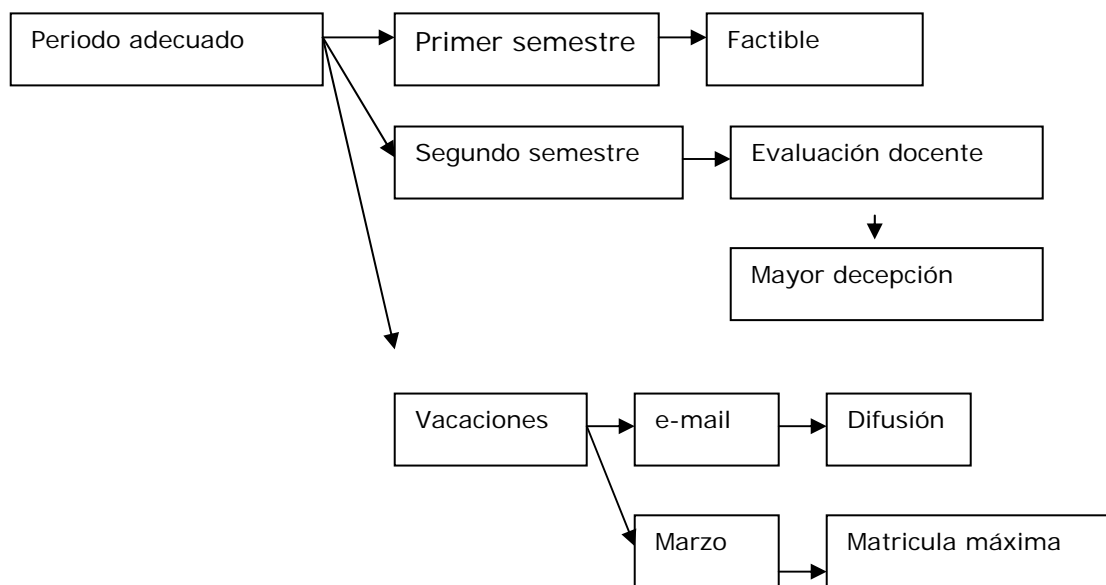 Periodo adecuado
Primer semestre
Factible
Segundo semestre
Evaluación docente
Mayor decepción
Vacaciones
e-mail
Difusión
Marzo
Matricula máxima